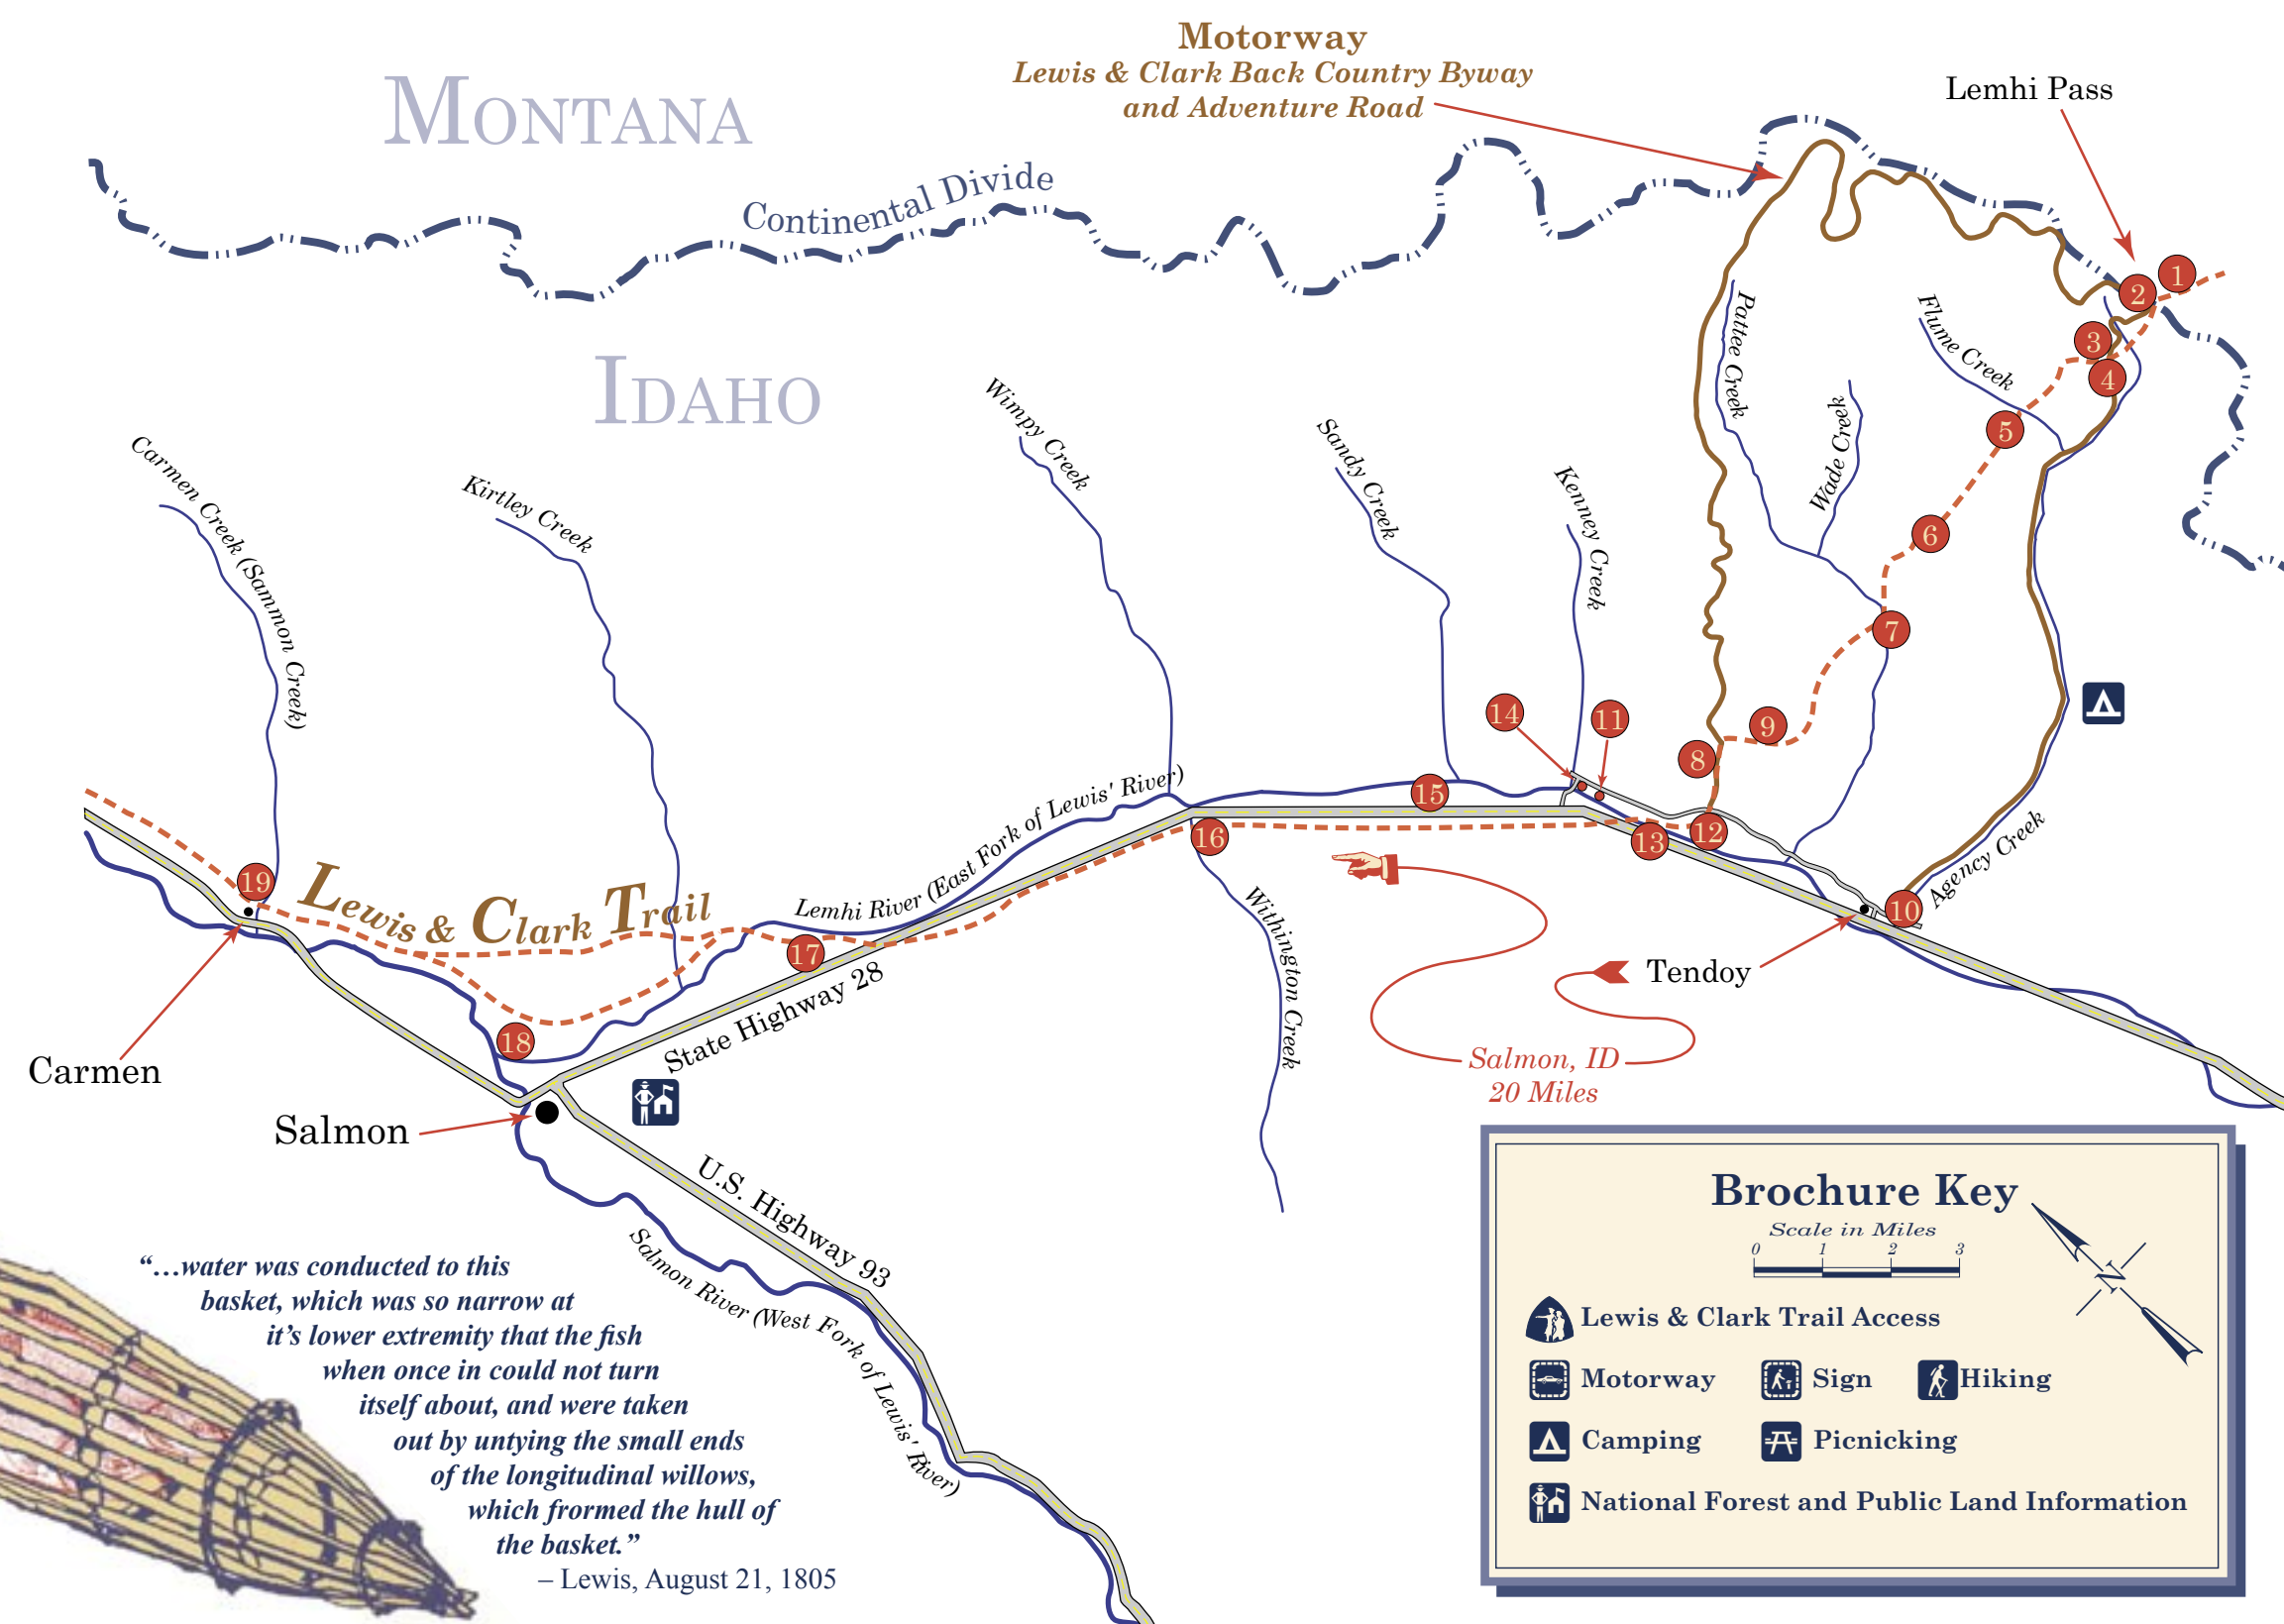 Motorway
Lewis & Clark Back Country Byway
and Adventure Road
Lemhi Pass
MONTANA
Continental Divide
IDAHO
1
2
3
4
5
6
7
8
9
10
11
12
13
14
15
16
17
18
19
Pattee Creek
Flume Creek
Wade Creek
Wimpy Creek
Sandy Creek
Kenney Creek
Carmen Creek (Sammon Creek)
Kirtley Creek
Lewis & Clark Trail
Lemhi River (East Fork of Lewis' River)
Withington Creek
Agency Creek
State Highway 28
Tendoy
Salmon, ID
20 Miles
Carmen
Salmon
U.S. Highway 93
Salmon River (West Fork of Lewis' River)
“…water was conducted to this
basket, which was so narrow at
it’s lower extremity that the fish
when once in could not turn
itself about, and were taken
out by untying the small ends
of the longitudinal willows,
which frormed the hull of
the basket.”
– Lewis, August 21, 1805
Brochure Key
Scale in Miles
0 1 2 3
N
Lewis & Clark Trail Access
Motorway Sign Hiking
Camping Picnicking
National Forest and Public Land Information